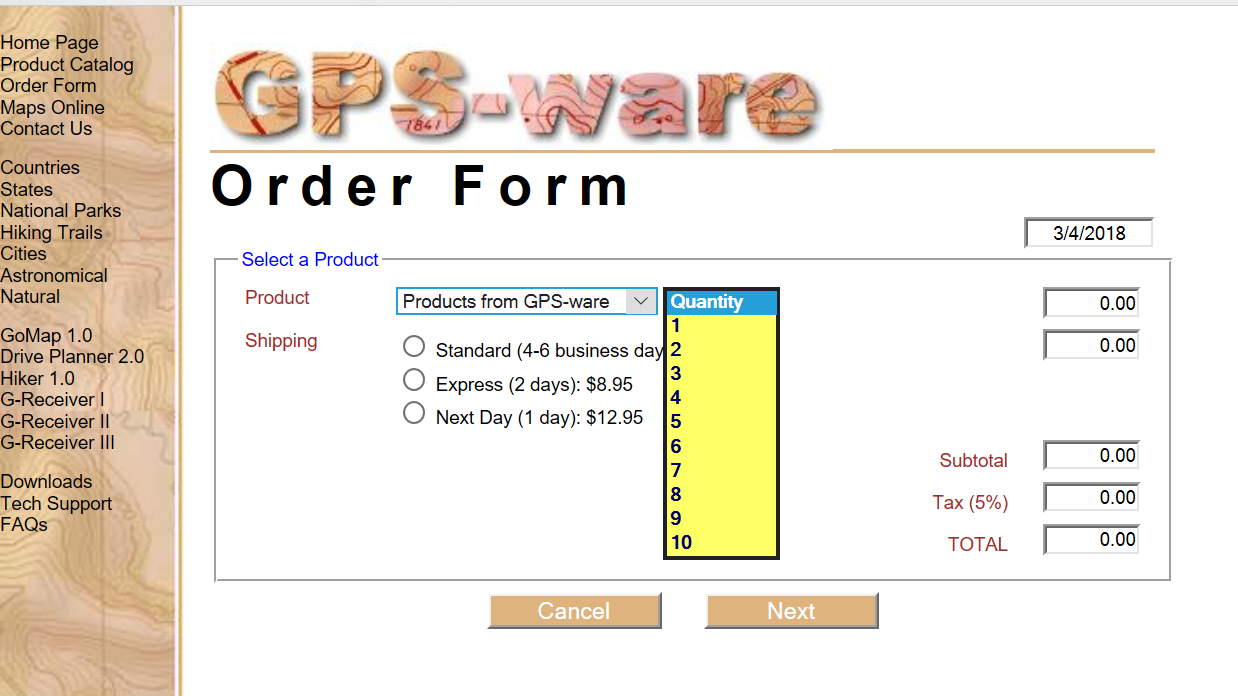 Home Page
Product Catalog
Order Form
Maps Online
Contact Us
Countries
States
National Parks
Hiking Trails
Cities
Astronomical
Natural
GoMap 1.0
Drive Planner 2.0
Hiker 1.0
G-Receiver I
G-Receiver II
G-Receiver III
Downloads
Tech Support
FAQs
GPS-ware
1841
Order Form
3/4/2018
Select a Product
Product
Products from GPS-ware
Quantity
0.00
Shipping
Standard (4-6 business day
0.00
Express (2 days): $8.95
Next Day (1 day): $12.95
1
2
3
4
5
6
7
8
9
10
Subtotal 0.00
Tax (5%) 0.00
TOTAL 0.00
Cancel
Next